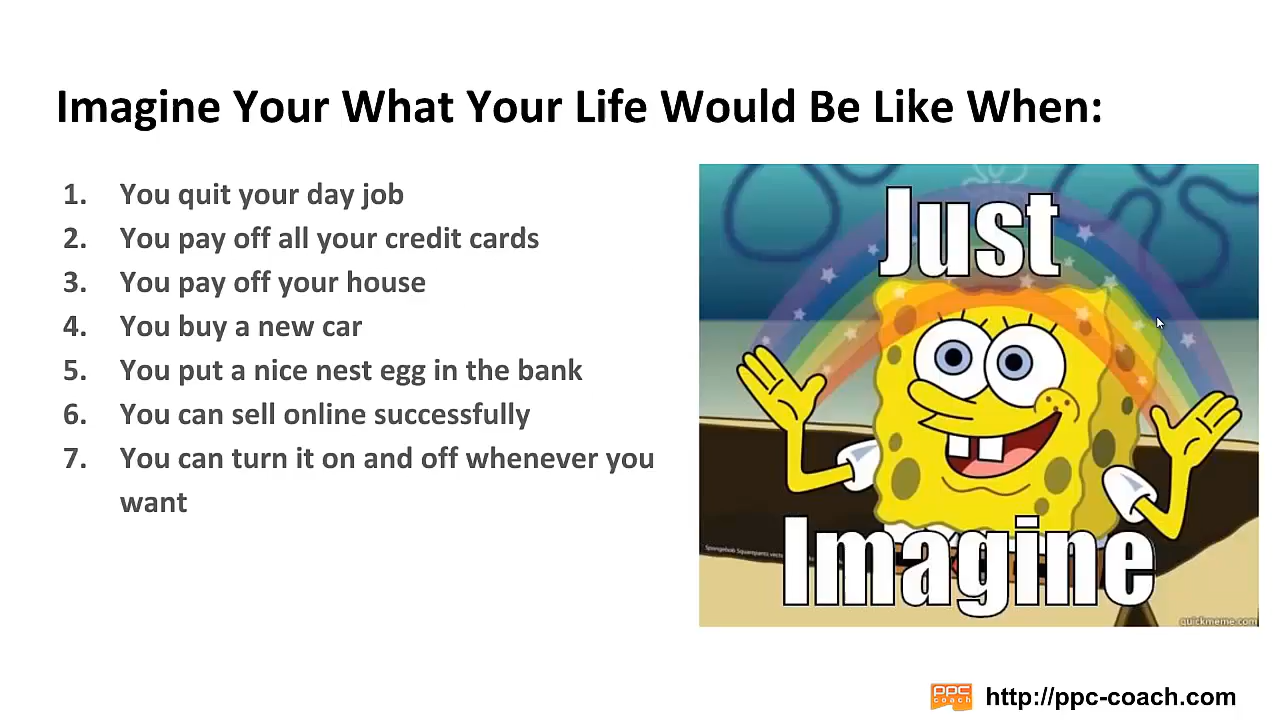 Imagine Your What Your Life Would Be Like When:
1. You quit your day job
2. You pay off all your credit cards
3. You pay off your house
4. You buy a new car
5. You put a nice nest egg in the bank
6. You can sell online successfully
7. You can turn it on and off whenever you
want
Just
Imagine
quickmeme.com
PPC
coach
http://ppc-coach.com